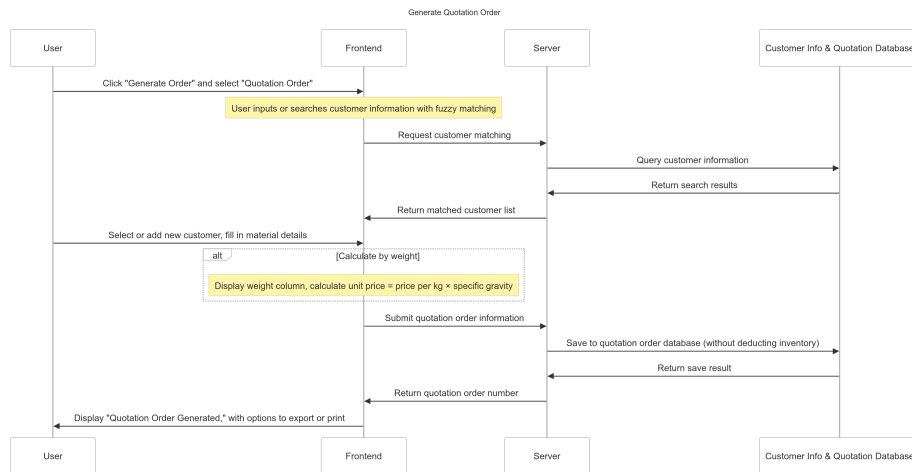 Generate Quotation Order
User
Frontend
Server
Customer Info & Quotation Database
Click "Generate Order" and select "Quotation Order"
User inputs or searches customer information with fuzzy matching
Request customer matching
Query customer information
Return search results
Return matched customer list
Select or add new customer, fill in material details
alt
[Calculate by weight]
Display weight column, calculate unit price = price per kg × specific gravity
Submit quotation order information
Save to quotation order database (without deducting inventory)
Return save result
Return quotation order number
Display "Quotation Order Generated," with options to export or print
User
Frontend
Server
Customer Info & Quotation Database